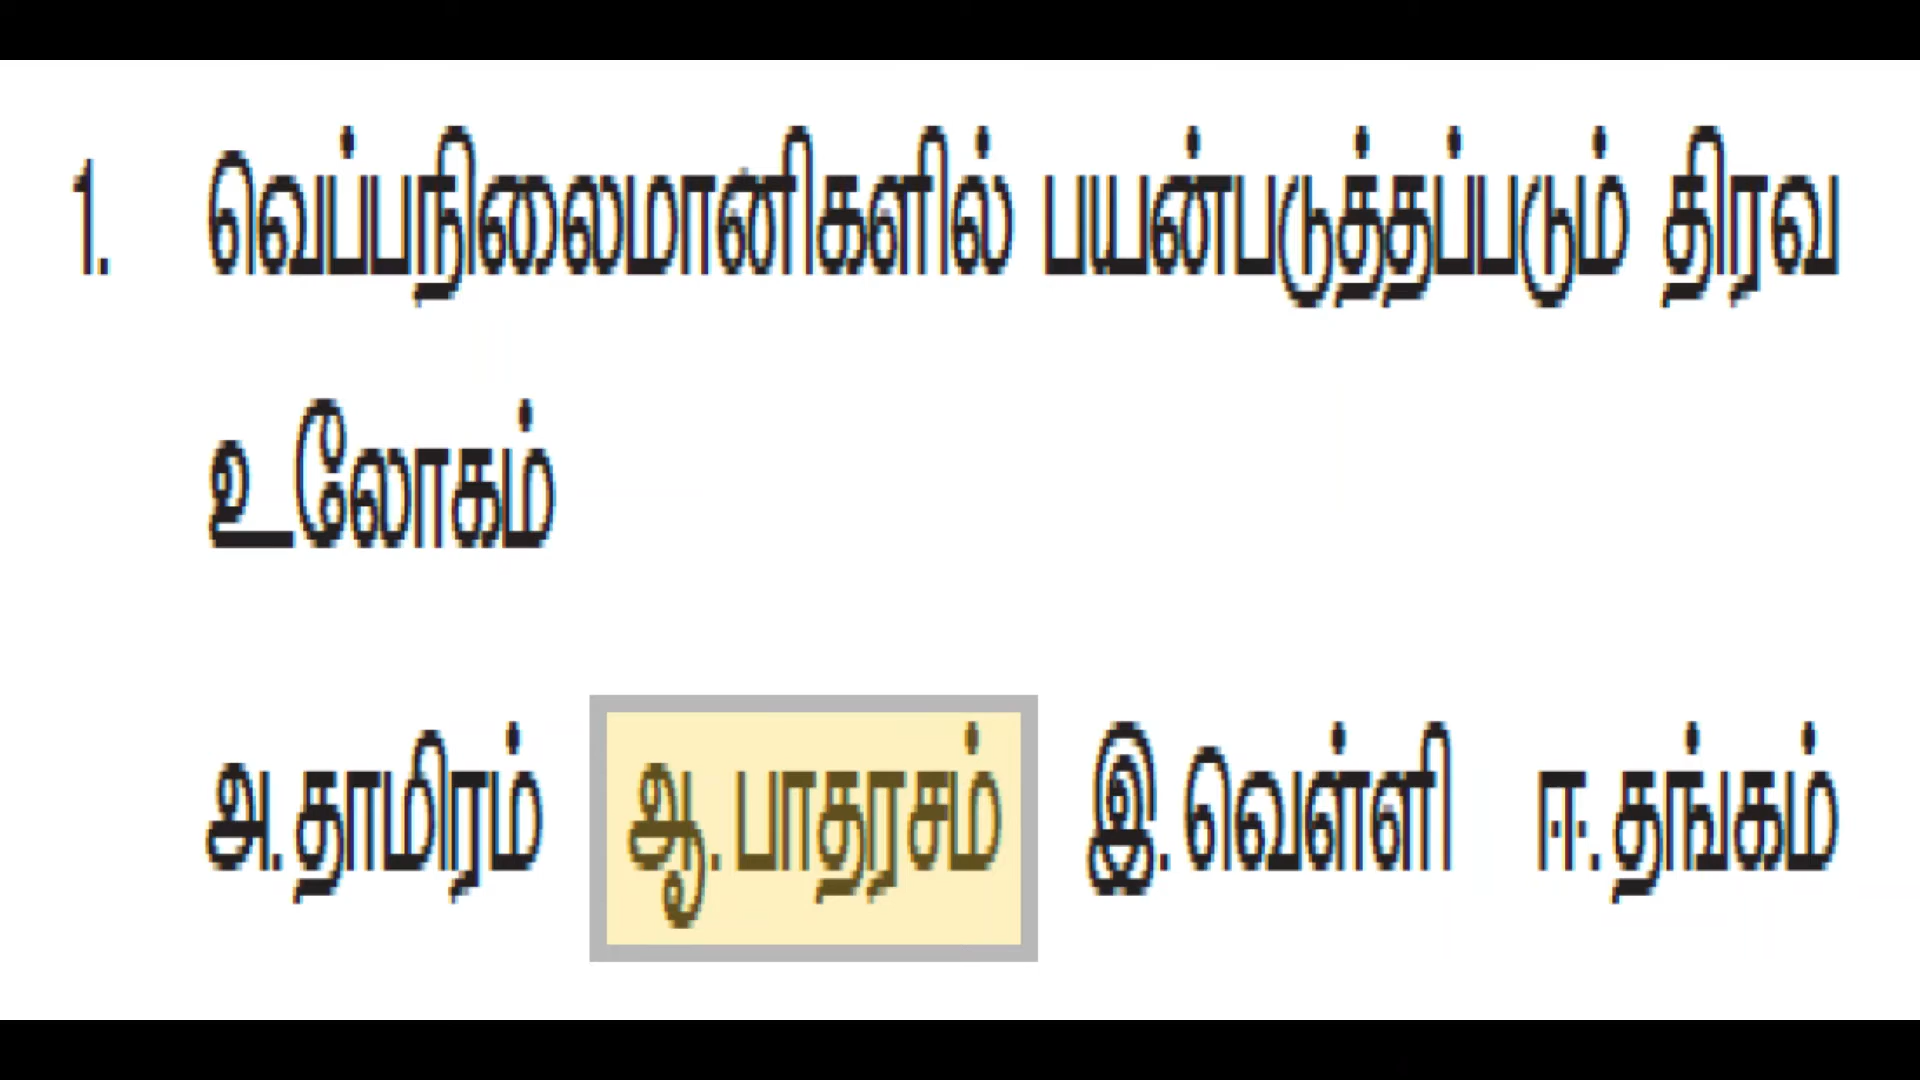 1. வெப்பநிலைமானிகளில் பயன்படுத்தப்படும் திரவ
உலோகம்
அ.தாமிரம் ஆ.பாதரசம் இ.வெள்ளி ஈ.தங்கம்